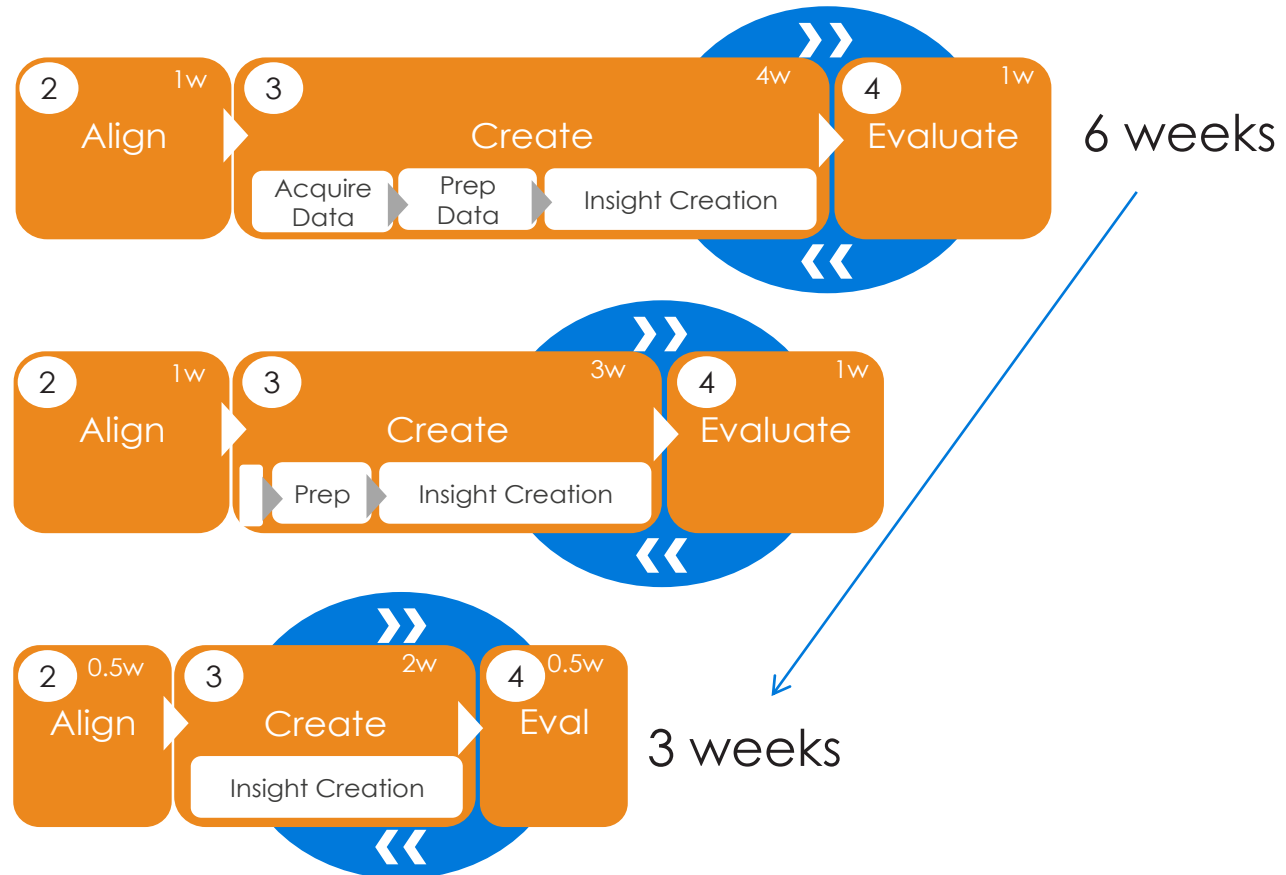 2
1w
Align
3
4w
Create
Acquire
Data
Prep
Data
Insight Creation
4
1w
Evaluate
6 weeks
2
1w
Align
3
3w
Create
Prep
Insight Creation
4
1w
Evaluate
2
0.5w
Align
3
2w
Create
Insight Creation
4
0.5w
Eval
3 weeks